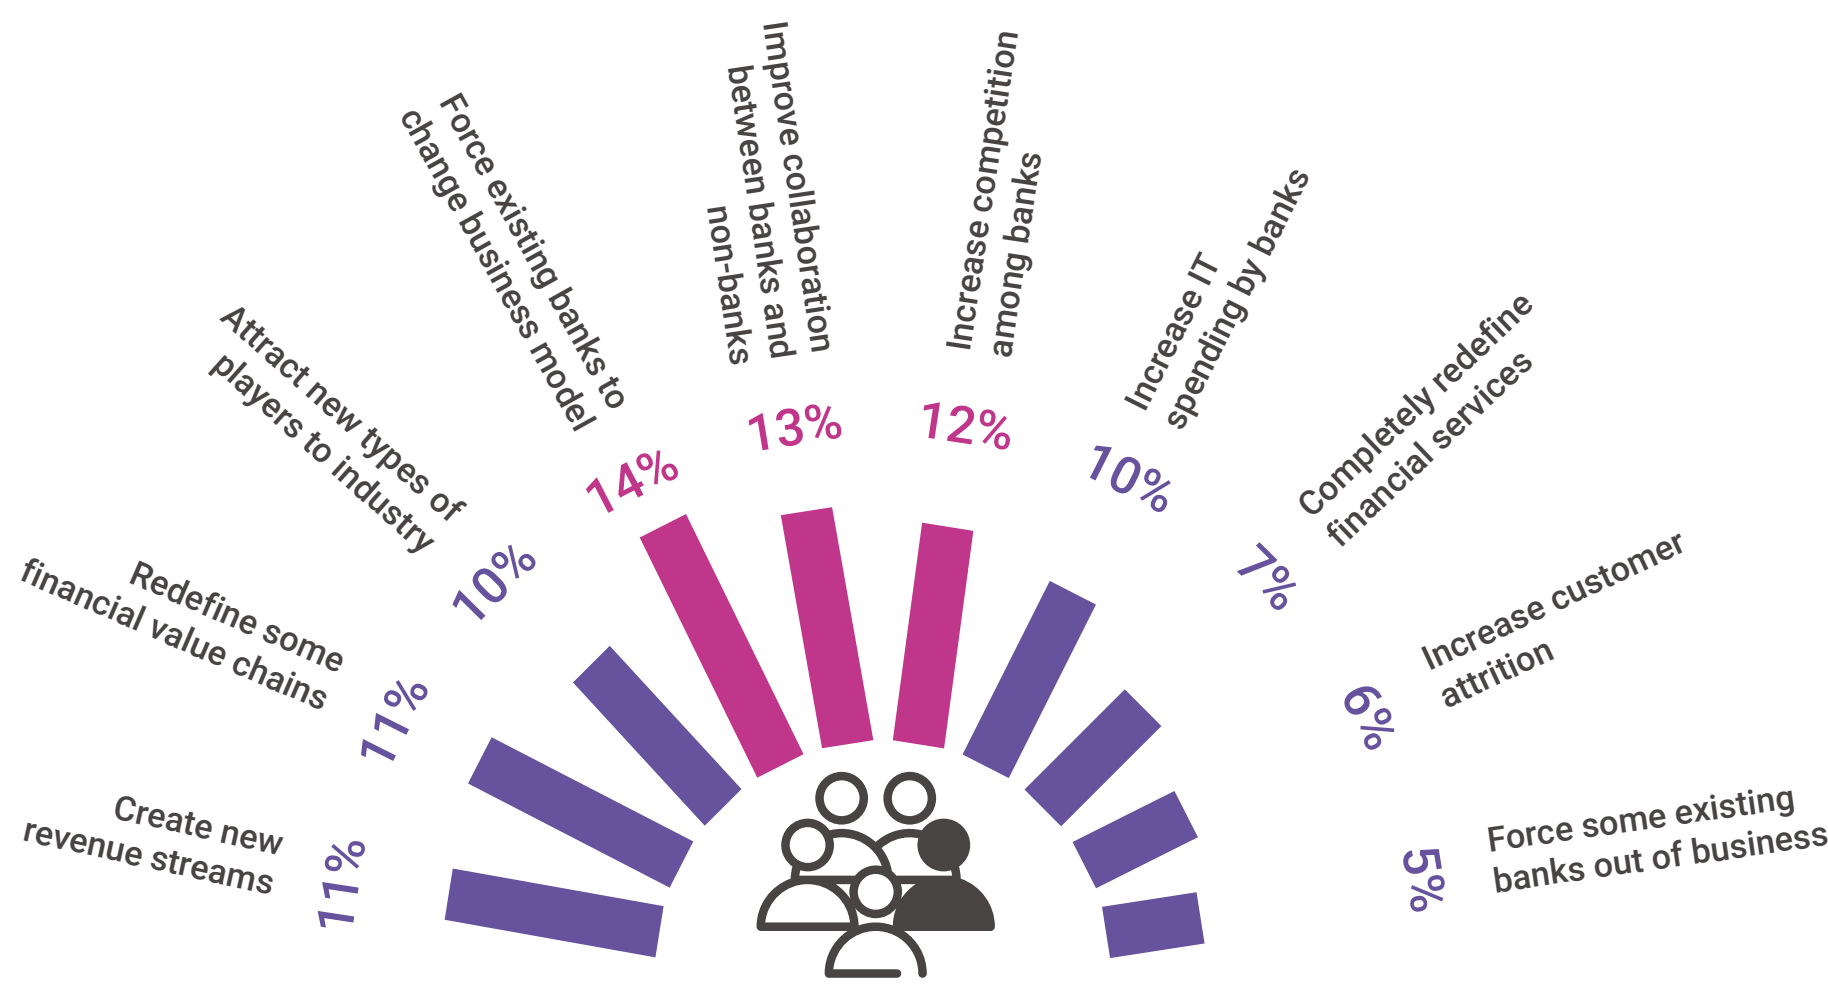 Create new
revenue streams
11%
Redefine some
financial value chains
11%
Attract new types of
players to industry
10%
Force existing banks to
change business model
14%
Improve collaboration
between banks and
non-banks
13%
Increase competition
among banks
12%
Increase IT
spending by banks
10%
Completely redefine
financial services
7%
Increase customer
attrition
6%
Force some existing
banks out of business
5%